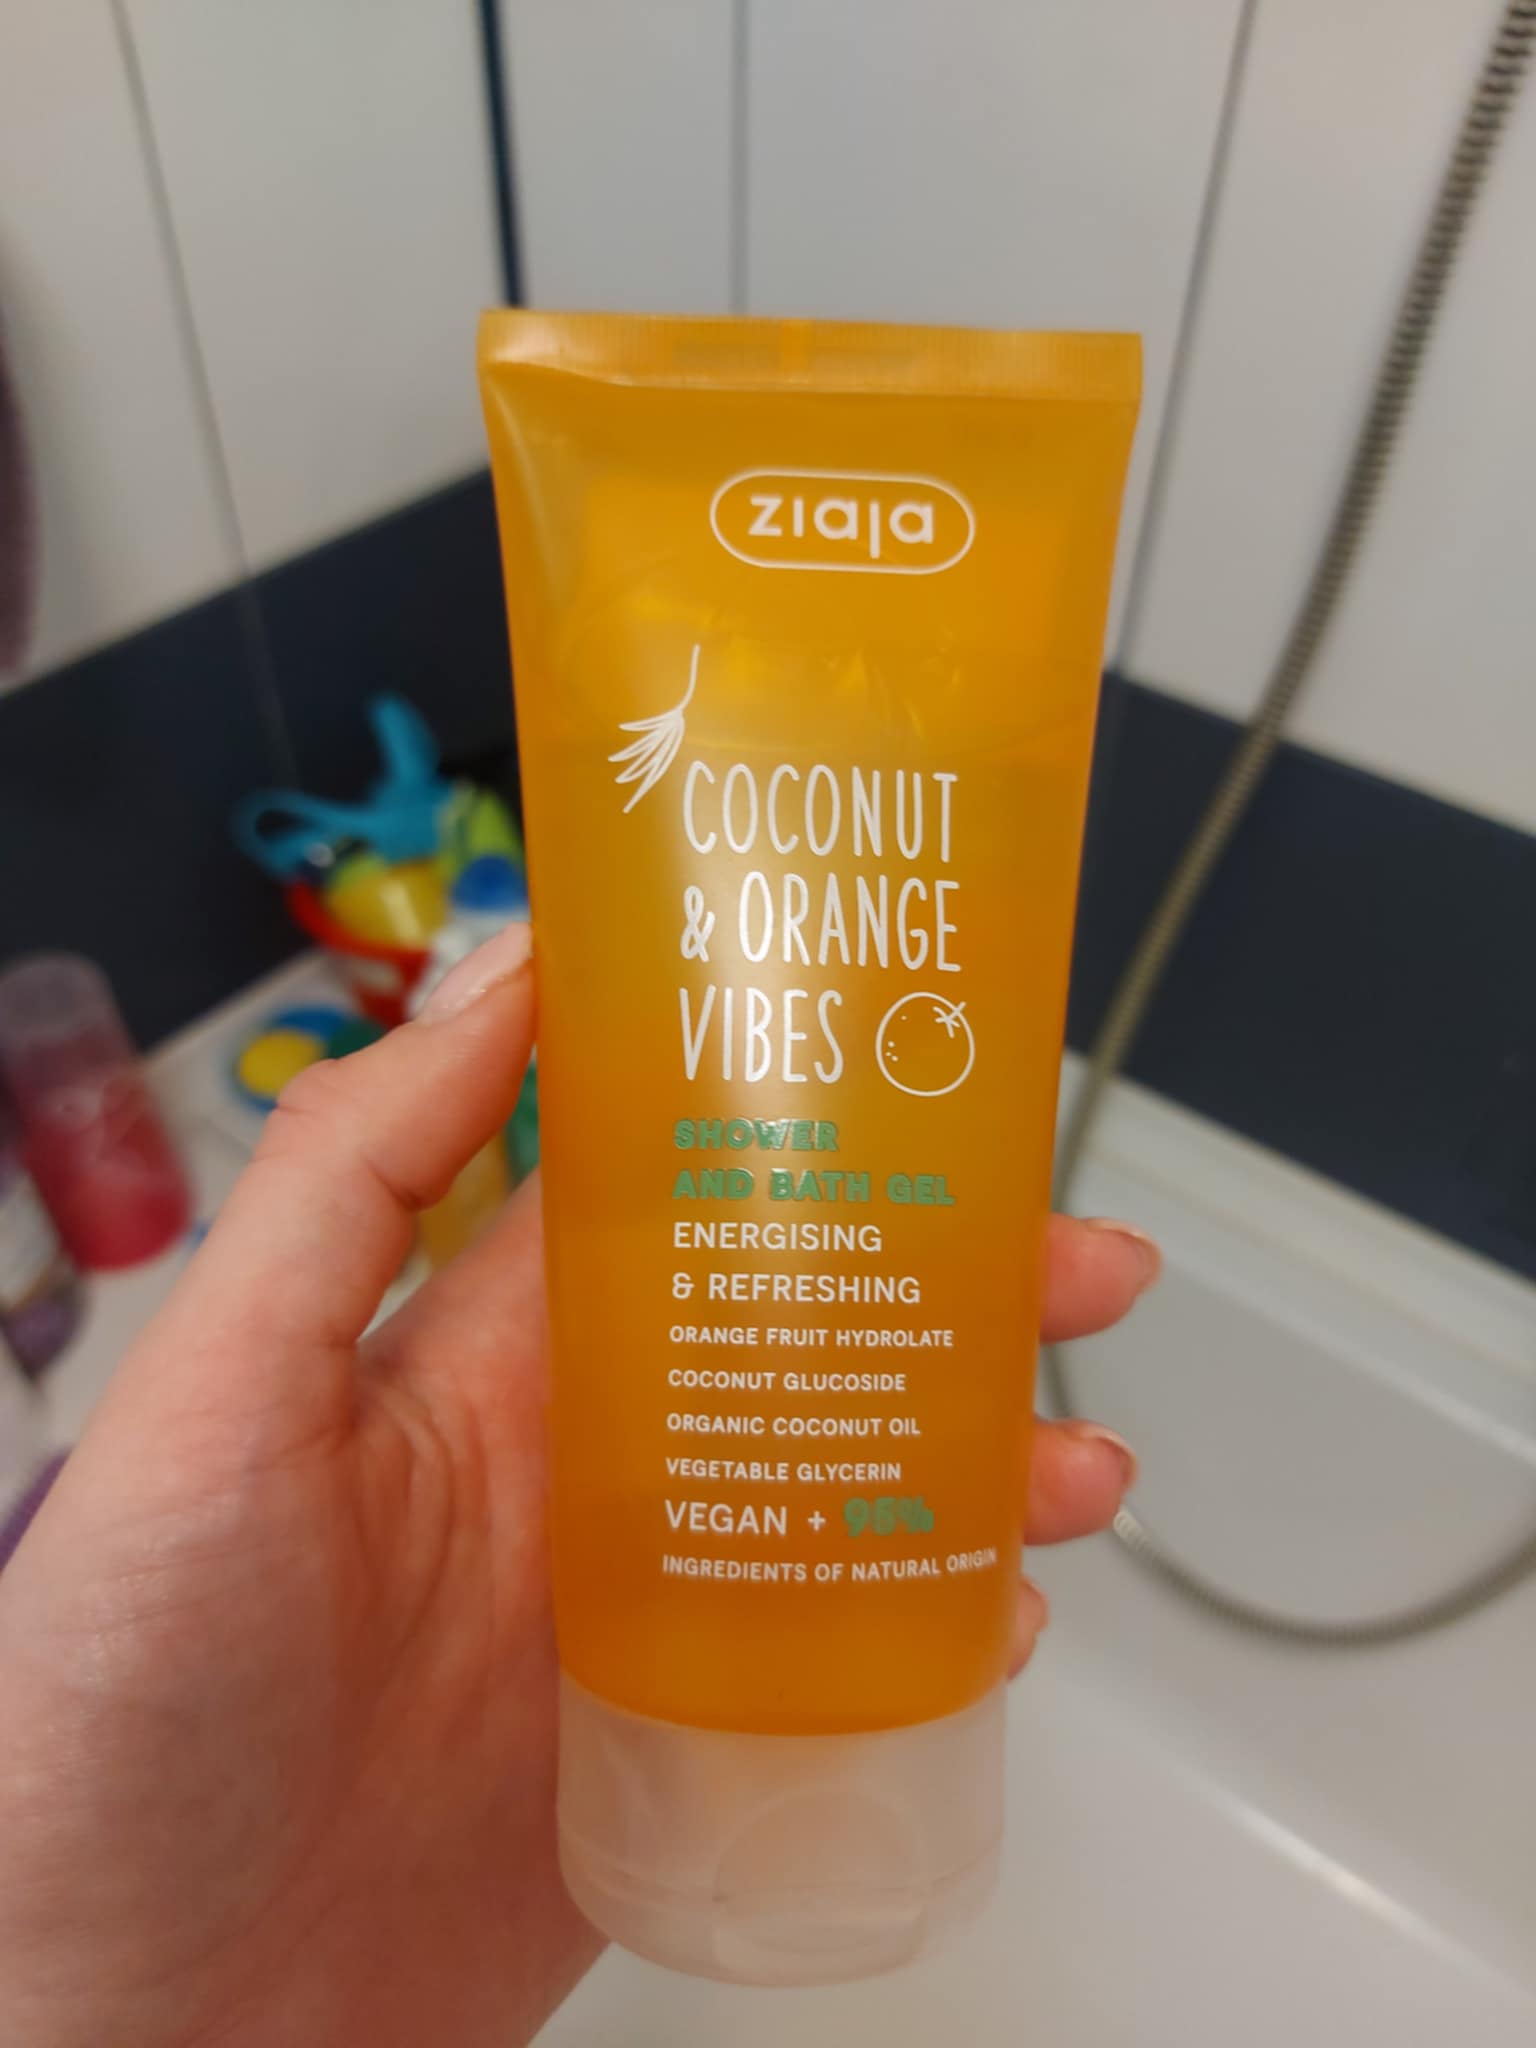 ziaja
COCONUT
& ORANGE
VIBES
SHOWER
AND BATH GEL
ENERGISING
& REFRESHING
ORANGE FRUIT HYDROLATE
COCONUT GLUCOSIDE
ORGANIC COCONUT OIL
VEGETABLE GLYCERIN
VEGAN + 95%
INGREDIENTS OF NATURAL ORIGIN